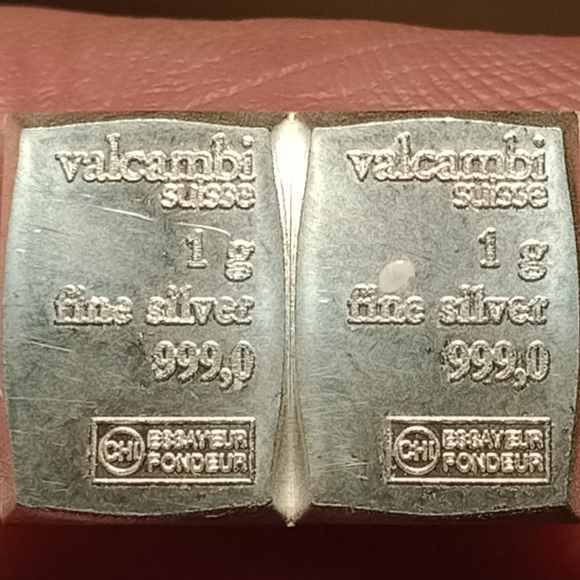 valcambi
suisse
1 g
fine silver
999,0
CHI
ESSAYEUR
FONDEUR
valcambi
suisse
1 g
fine silver
999,0
CHI
ESSAYEUR
FONDEUR